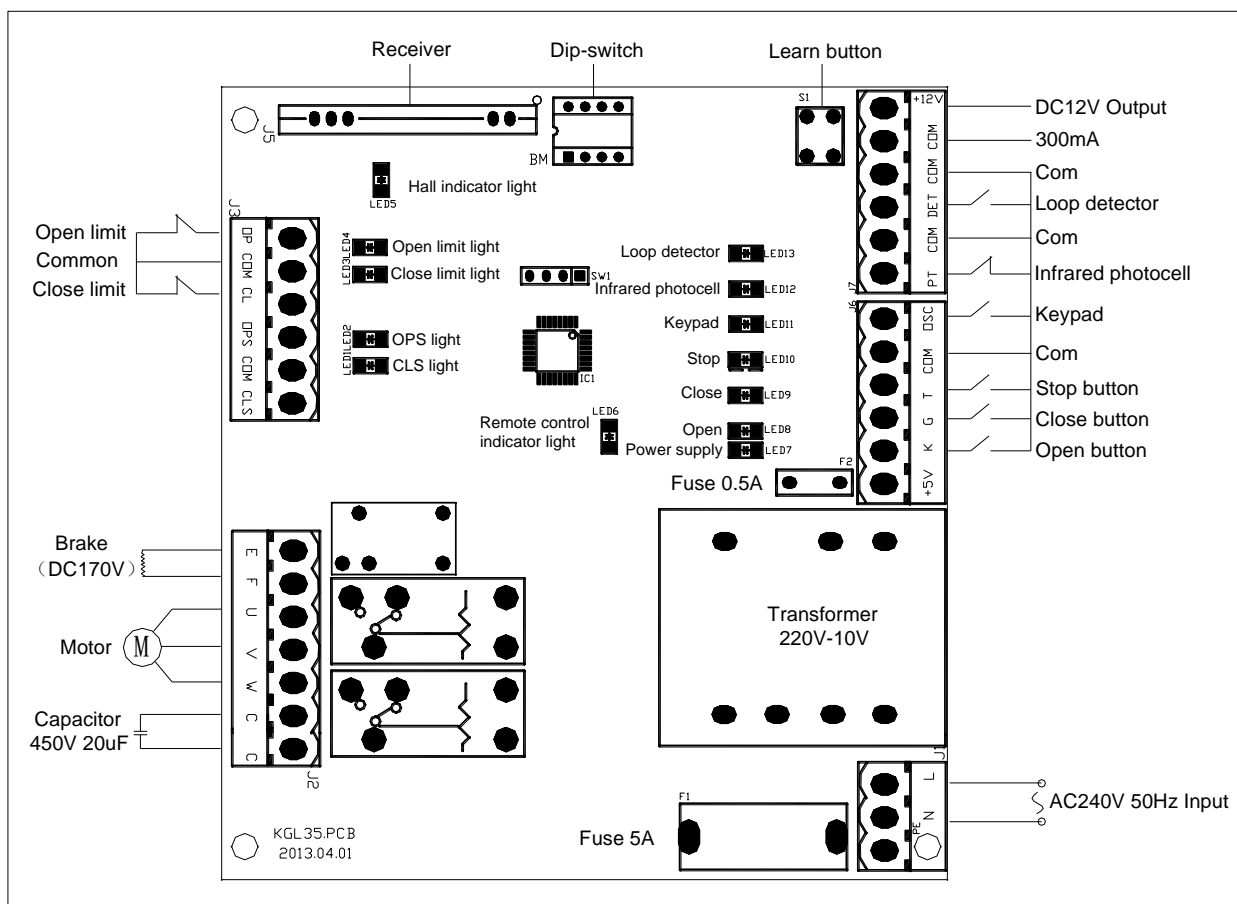 Receiver
Dip-switch
Learn button
J5
BM
S1
+12V
COM
COM
DET
COM
PT
J7
DC12V Output
300mA
Com
Loop detector
Com
Infrared photocell
Hall indicator light
LED5
J3
OP
COM
CL
OPS
COM
CLS
Open limit
Common
Close limit
LED4
Open limit light
LED3
Close limit light
LED2
OPS light
LED1
CLS light
SW1
IC1
Loop detector
LED13
Infrared photocell
LED12
Keypad
LED11
Stop
LED10
Close
LED9
Open
LED8
Power supply
LED7
LED6
Remote control
indicator light
J6
OSC
COM
T
G
K
+5V
Keypad
Com
Stop button
Close button
Open button
Fuse 0.5A
F2
Brake
（DC170V）
Motor
M
Capacitor
450V 20uF
E
F
U
V
W
C
C
J2
Transformer
220V-10V
J1
L
N
PE
AC240V 50Hz Input
F1
Fuse 5A
KGL35.PCB
2013.04.01